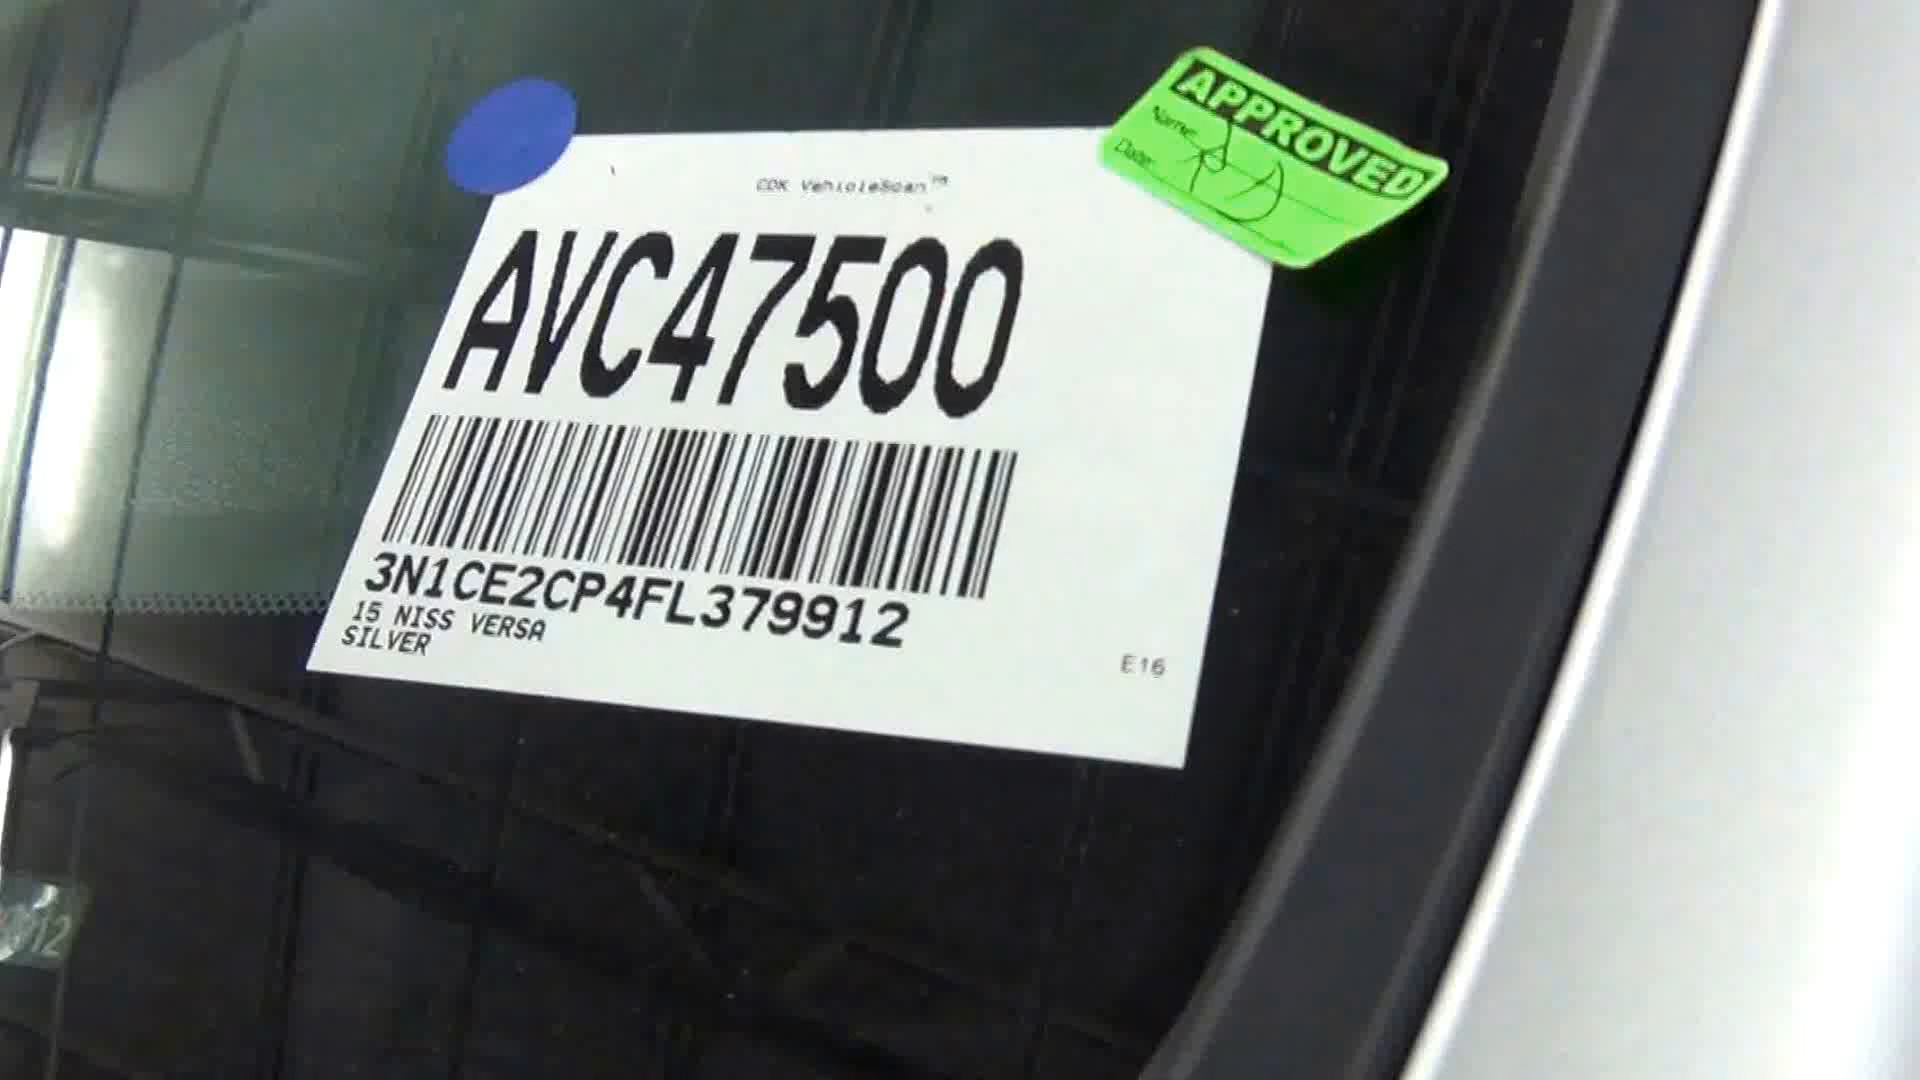 APPROVED
Name
Date:
CDK VehicleScan™
AVC47500
3N1CE2CP4FL379912
15 NISS VERSA
SILVER
E16